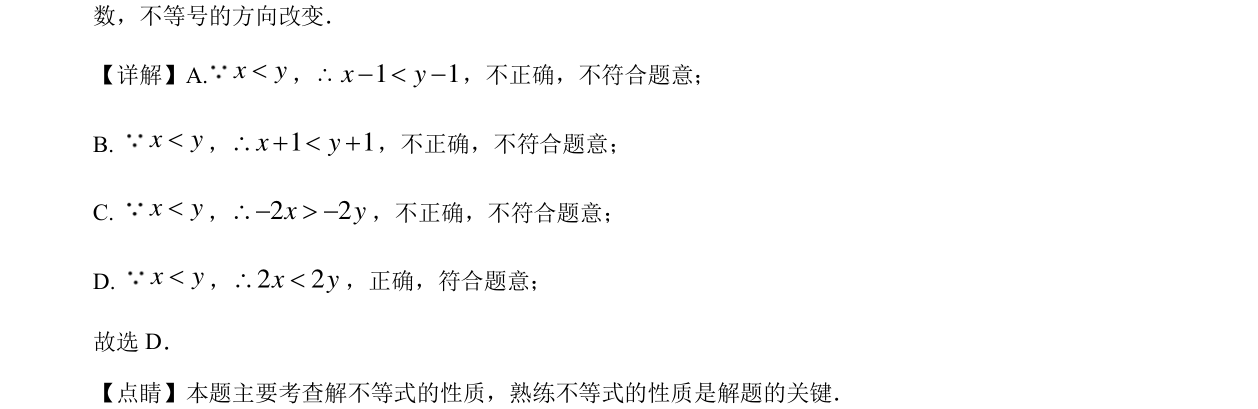 数，不等号的方向改变．
【详解】A.∵x < y，∴ x−1< y−1，不正确，不符合题意；
B. ∵x < y，∴x+1< y+1，不正确，不符合题意；
C. ∵x < y，∴−2x > −2y，不正确，不符合题意；
D. ∵x < y，∴2x < 2y，正确，符合题意；
故选 D．
【点睛】本题主要考查解不等式的性质，熟练不等式的性质是解题的关键．